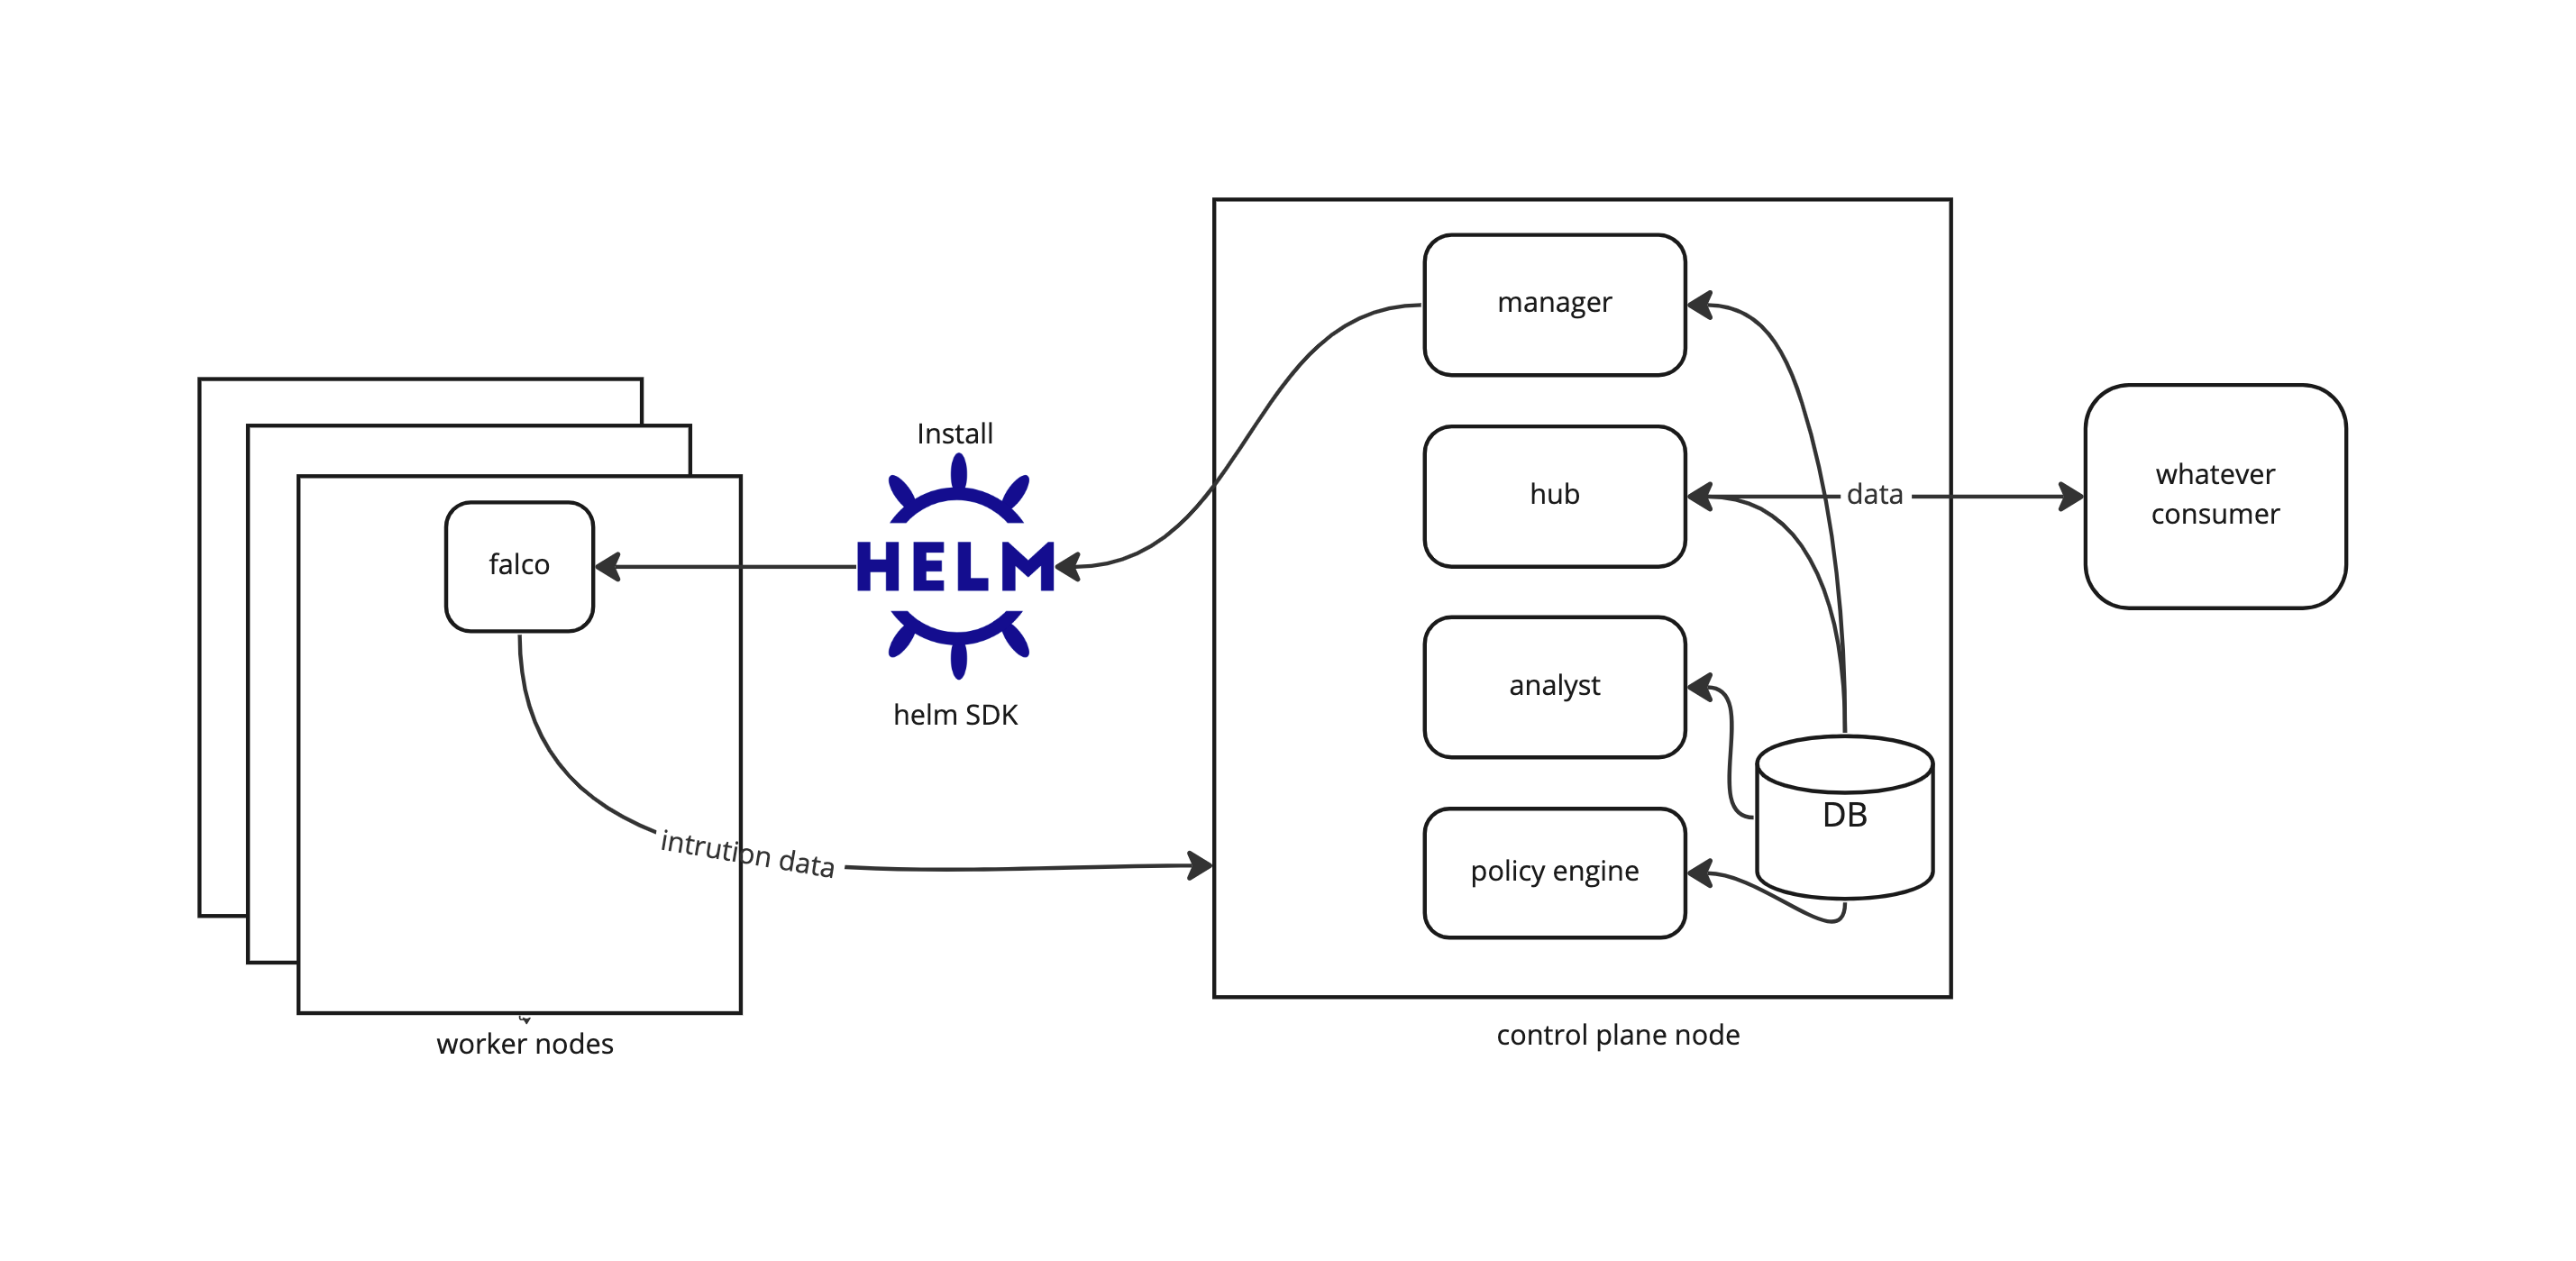 manager
Install
whatever
consumer
hub
data
falco
HELM
analyst
helm SDK
DB
intrution data
policy engine
worker nodes
control plane node